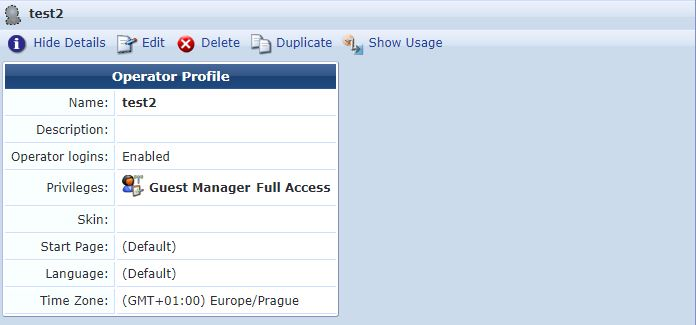 test2
Hide Details Edit Delete Duplicate Show Usage
Operator Profile
Name: test2
Description:
Operator logins: Enabled
Privileges: Guest Manager Full Access
Skin:
Start Page: (Default)
Language: (Default)
Time Zone: (GMT+01:00) Europe/Prague